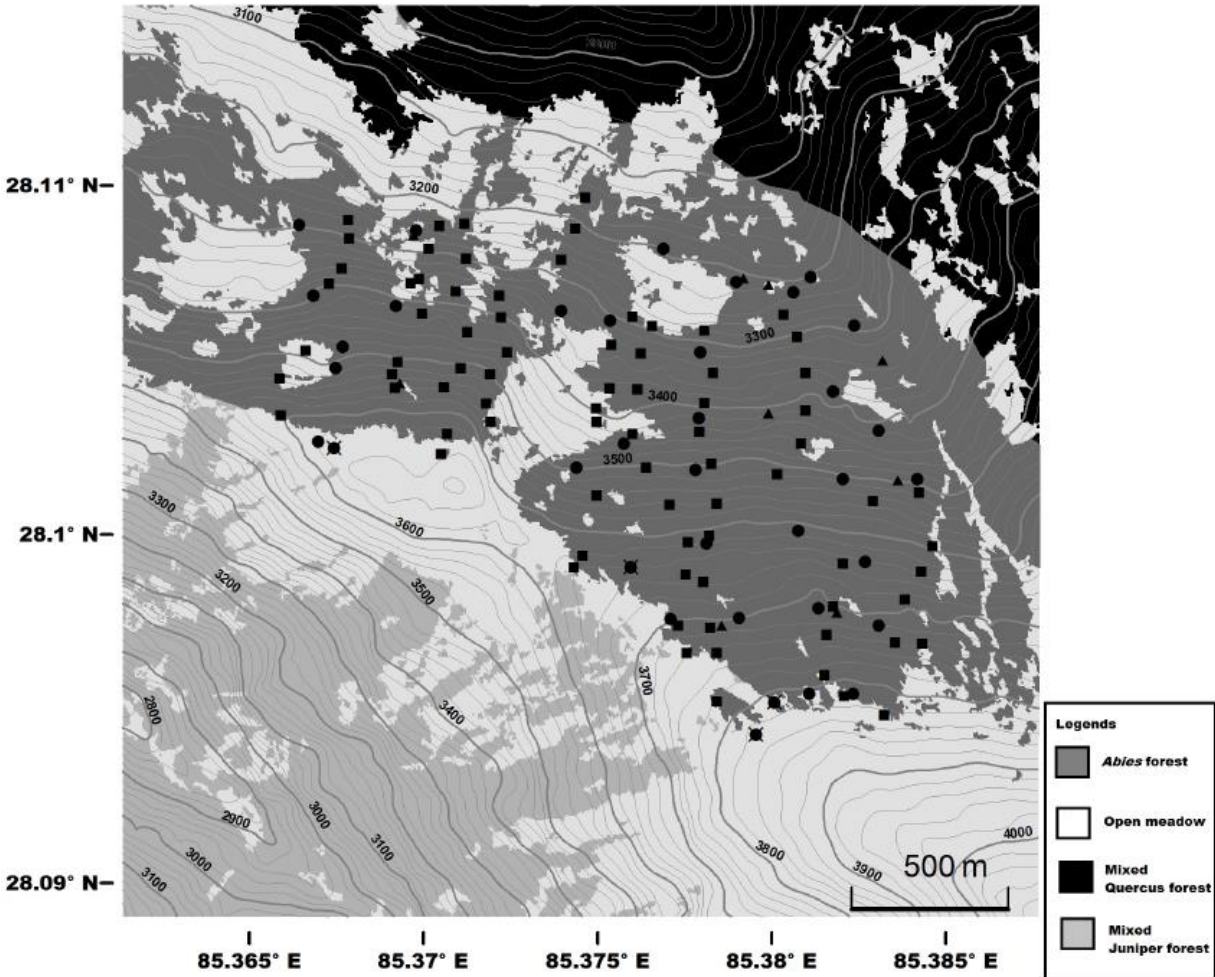 3100
28.11° N
3200
3300
3400
3500
28.1° N
3300
3600
3200
3500
3700
2800
3400
Legends
Abies forest
Open meadow
Mixed
Quercus forest
Mixed
Juniper forest
2900
3000
3100
3000
3100
3800
3900
4000
500 m
28.09° N
85.365° E
85.37° E
85.375° E
85.38° E
85.385° E